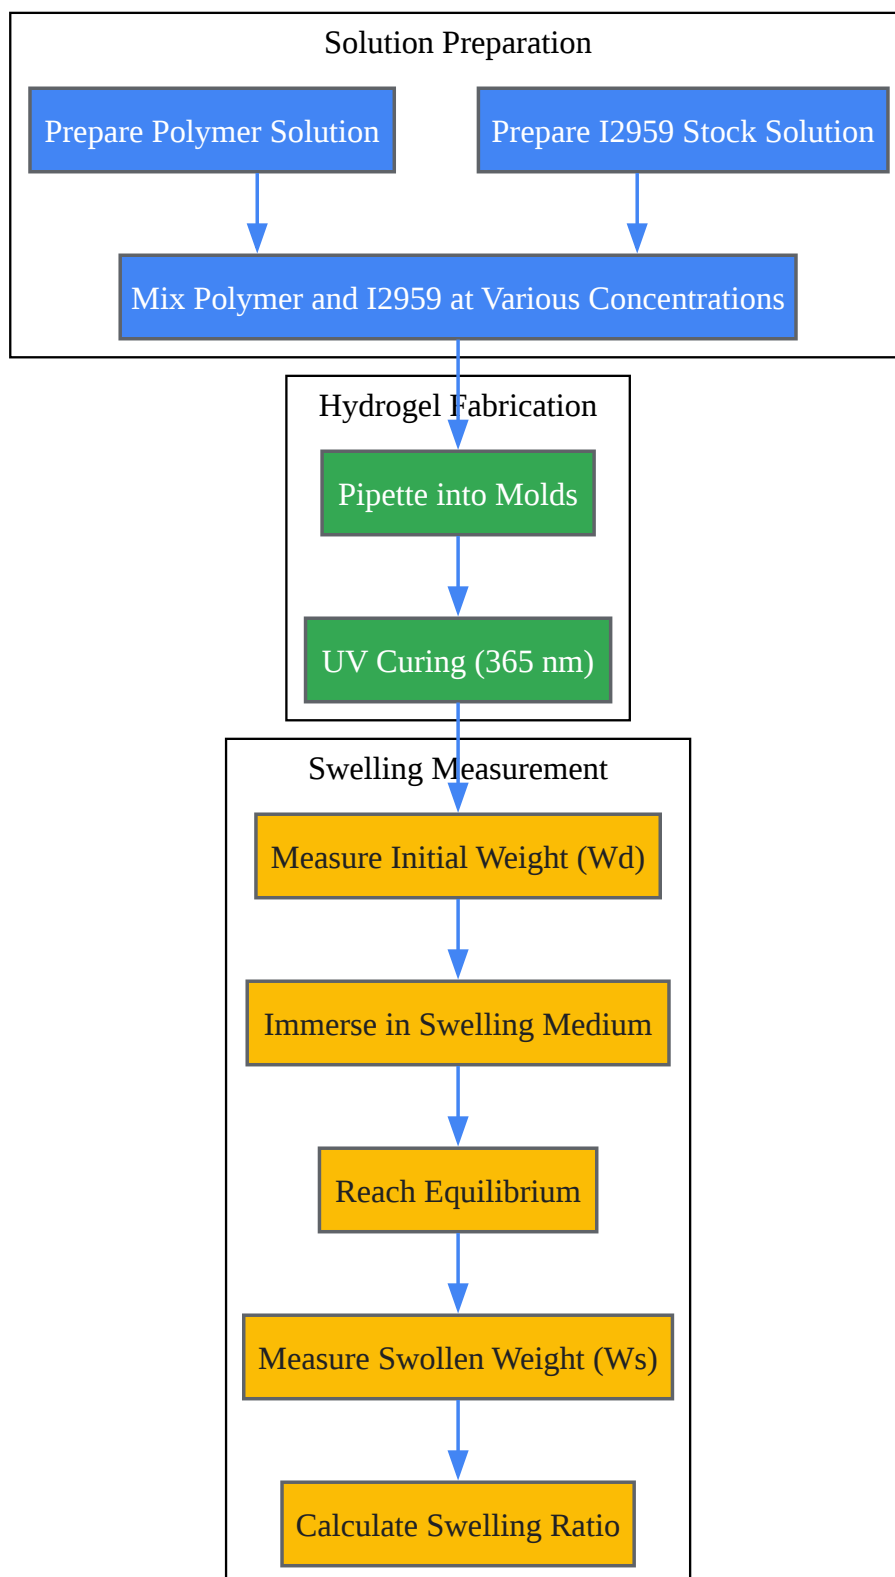 Solution Preparation
Prepare Polymer Solution
Prepare I2959 Stock Solution
Mix Polymer and I2959 at Various Concentrations
Hydrogel Fabrication
Pipette into Molds
UV Curing (365 nm)
Swelling Measurement
Measure Initial Weight (Wd)
Immerse in Swelling Medium
Reach Equilibrium
Measure Swollen Weight (Ws)
Calculate Swelling Ratio